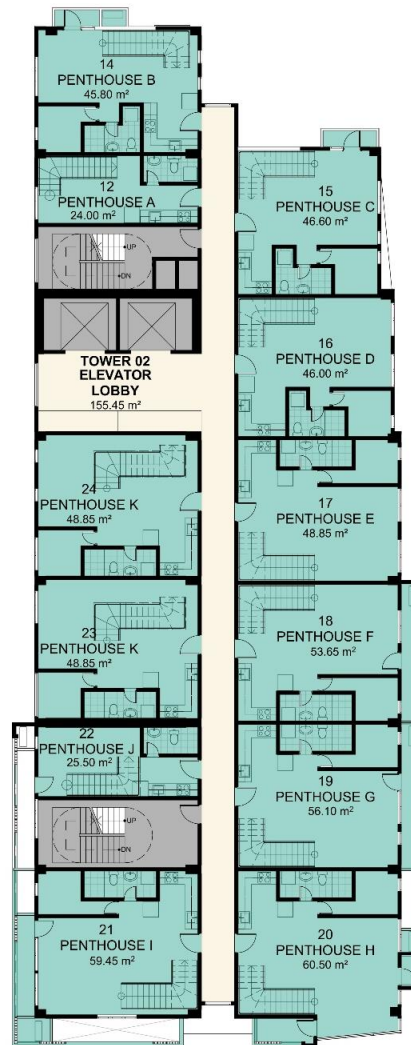 14
PENTHOUSE B
45.80 m²
12
PENTHOUSE A
24.00 m²
UP
DN
15
PENTHOUSE C
46.60 m²
TOWER 02
ELEVATOR
LOBBY
155.45 m²
16
PENTHOUSE D
46.00 m²
24
PENTHOUSE K
48.85 m²
17
PENTHOUSE E
48.85 m²
23
PENTHOUSE K
48.85 m²
18
PENTHOUSE F
53.65 m²
22
PENTHOUSE J
25.50 m²
19
PENTHOUSE G
56.10 m²
UP
DN
21
PENTHOUSE I
59.45 m²
20
PENTHOUSE H
60.50 m²